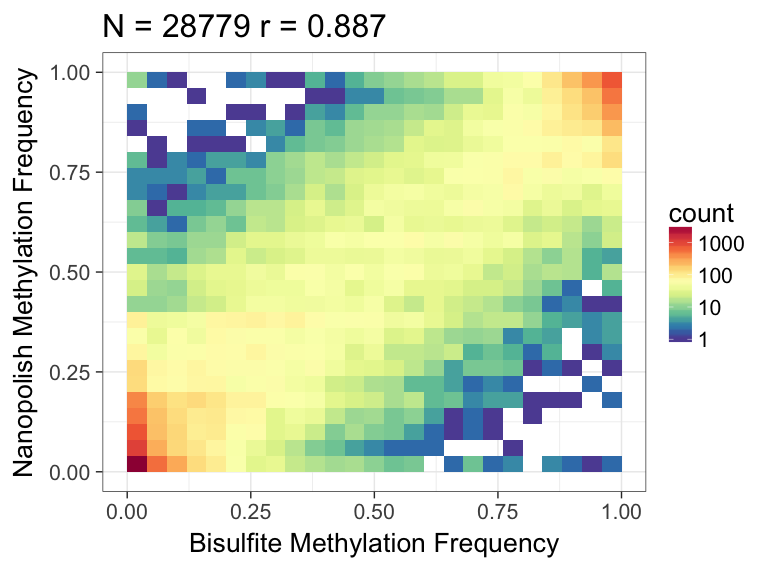 N = 28779 r = 0.887
Nanopolish Methylation Frequency
1.00
0.75
0.50
0.25
0.00
0.00 0.25 0.50 0.75 1.00
Bisulfite Methylation Frequency
count
1000
100
10
1